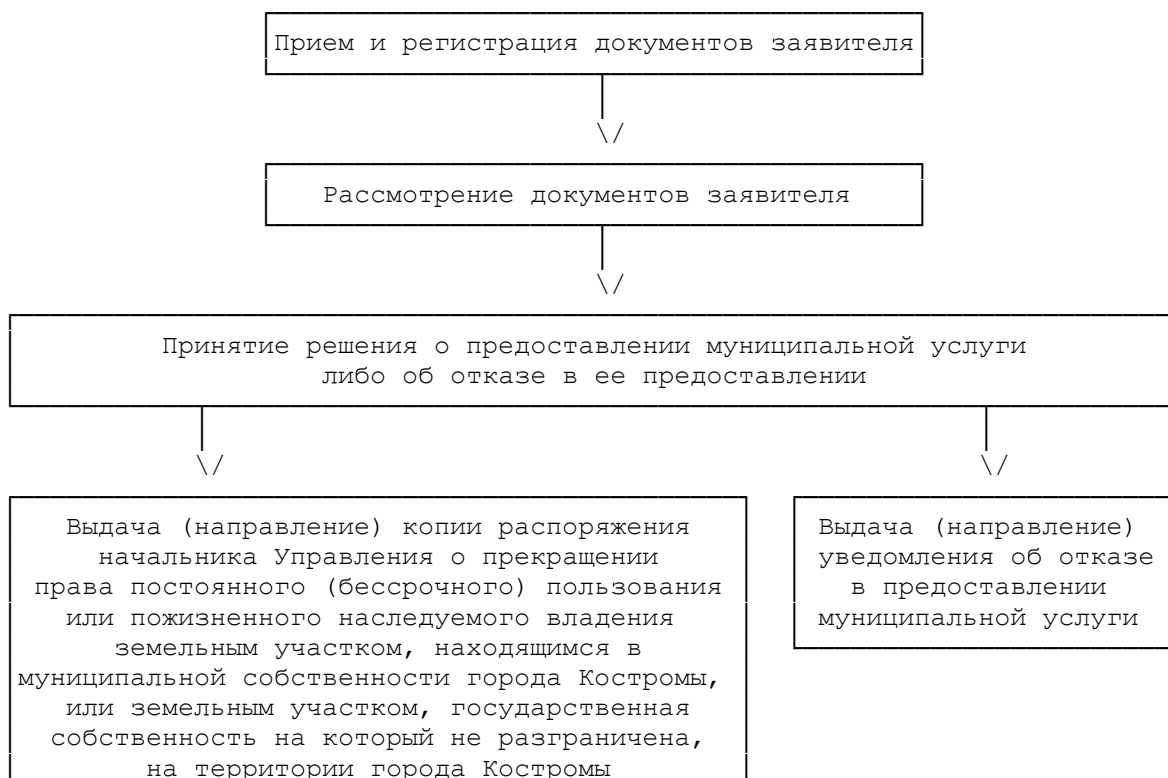 Прием и регистрация документов заявителя
Рассмотрение документов заявителя
Принятие решения о предоставлении муниципальной услуги
либо об отказе в ее предоставлении
Выдача (направление) копии распоряжения
начальника Управления о прекращении
права постоянного (бессрочного) пользования
или пожизненного наследуемого владения
земельным участком, находящимся в
муниципальной собственности города Костромы,
или земельным участком, государственная
собственность на который не разграничена,
на территории города Костромы
Выдача (направление)
уведомления об отказе
в предоставлении
муниципальной услуги